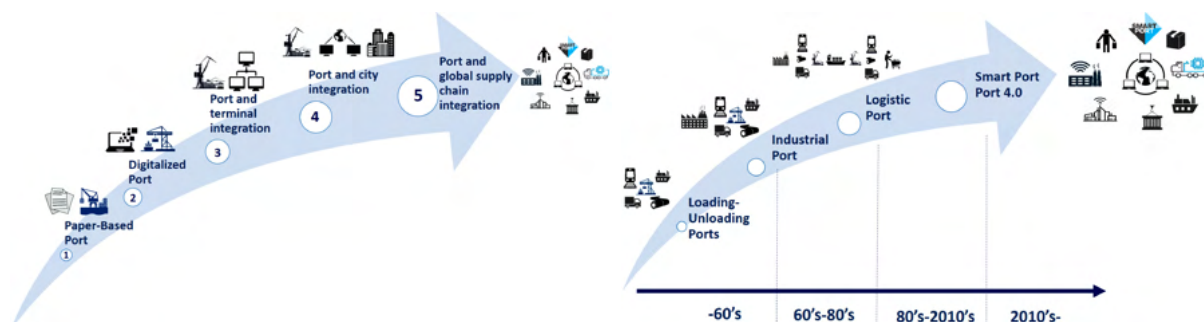 SMART
PORT
Port and global supply
chain
integration
5
Port and city
integration
4
Port and
terminal
integration
3
Digitalized
Port
2
Paper-Based
Port
1
SMART
PORT
Smart Port
Port 4.0
Logistic
Port
Industrial
Port
Loading-
Unloading
Ports
-60's
60's-80's
80's-2010's
2010's-